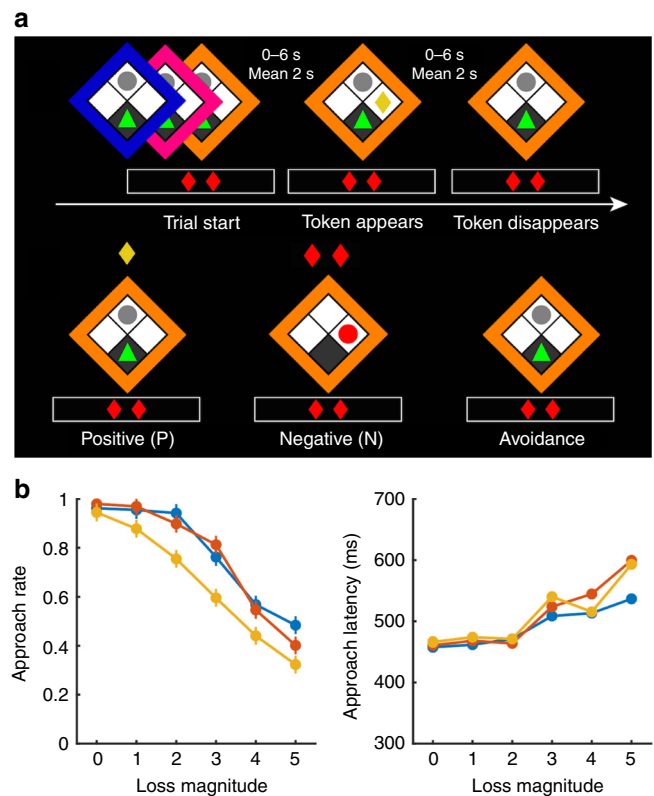 a
0–6 s
Mean 2 s
0–6 s
Mean 2 s
Trial start
Token appears
Token disappears
Positive (P)
Negative (N)
Avoidance
b
1
0.8
0.6
0.4
0.2
0
Approach rate
0 1 2 3 4 5
Loss magnitude
700
600
500
400
300
Approach latency (ms)
0 1 2 3 4 5
Loss magnitude